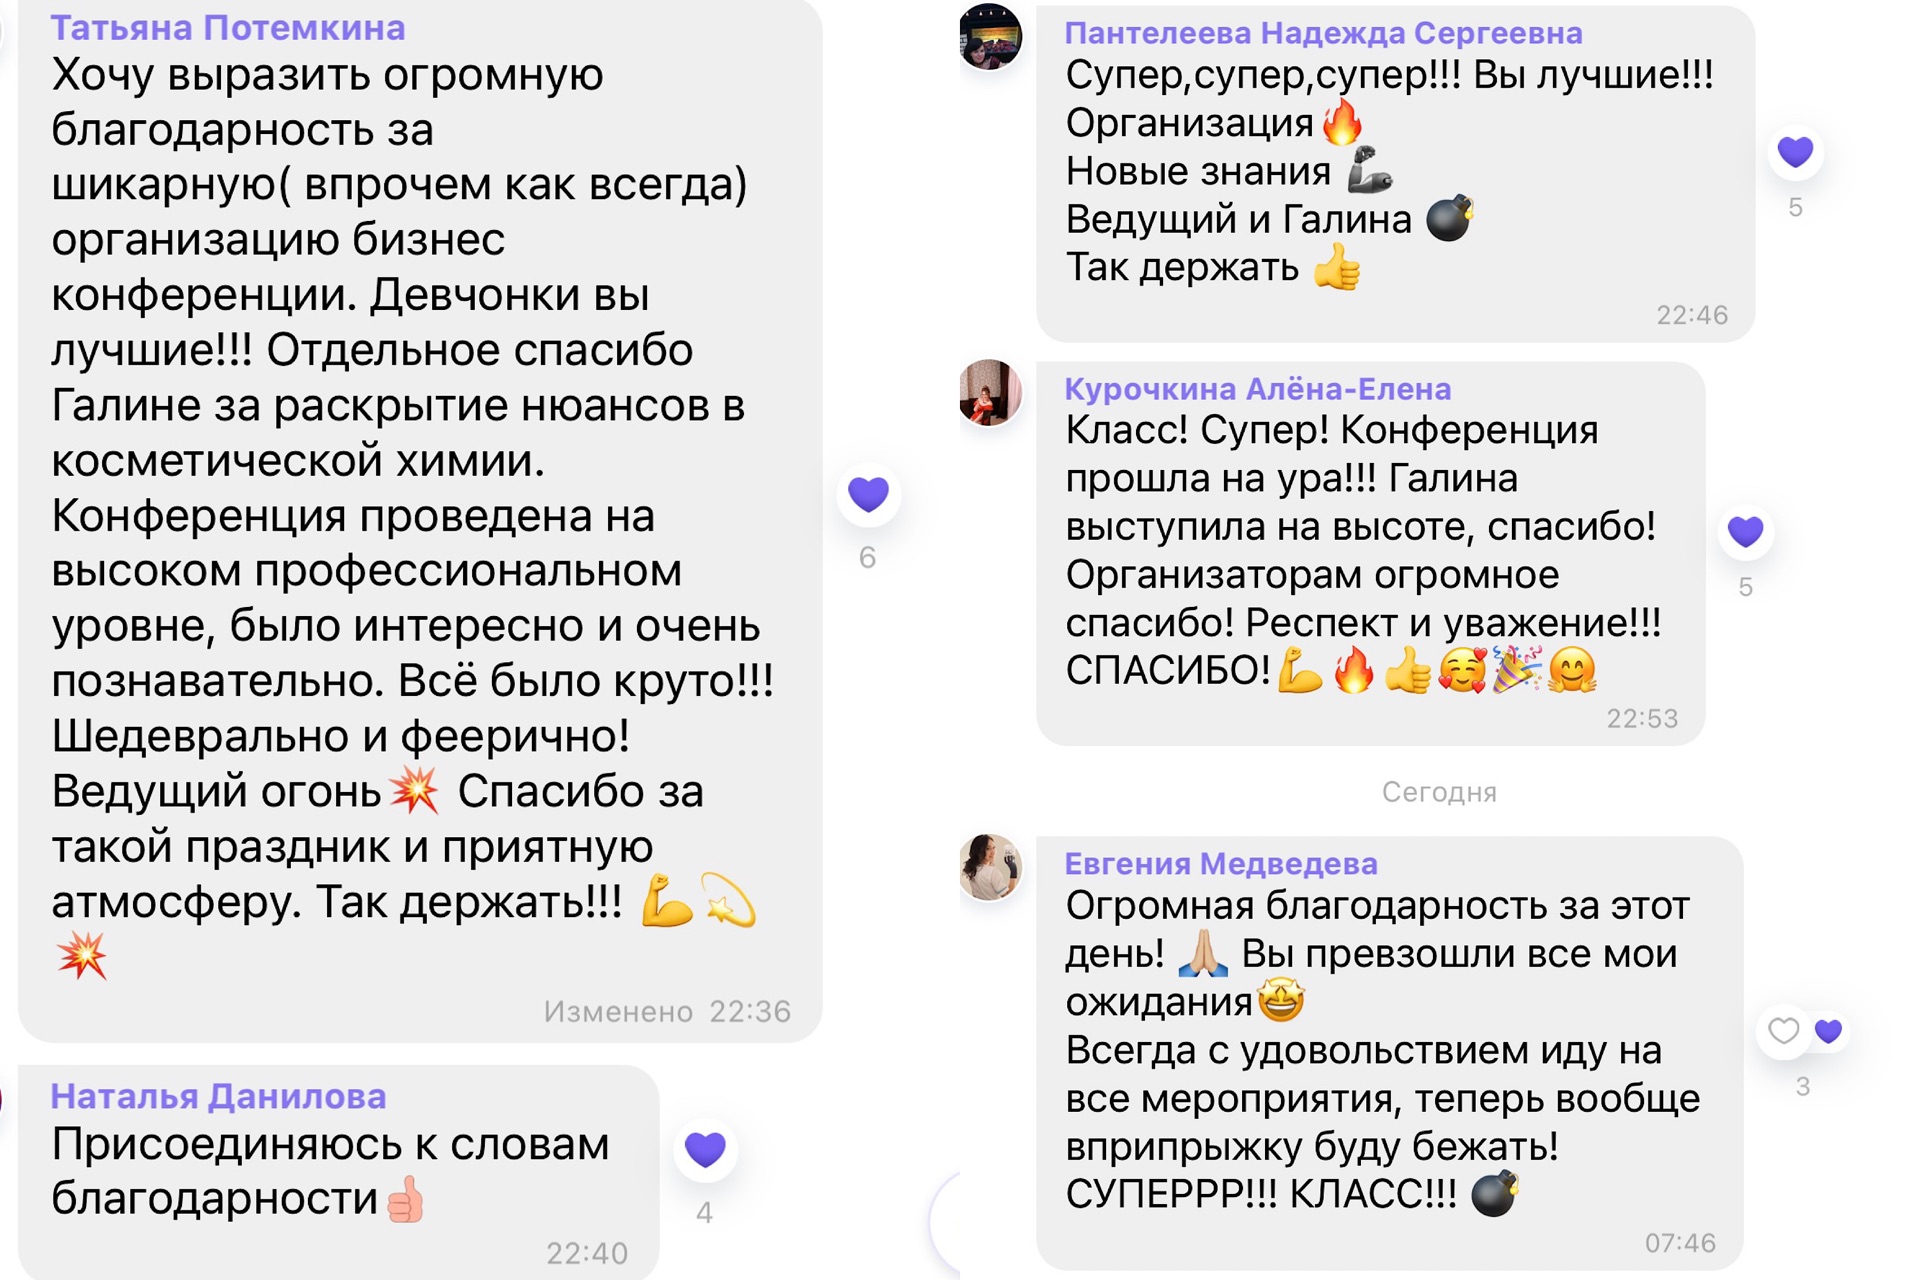 Татьяна Потемкина
Хочу выразить огромную
благодарность за
шикарную( впрочем как всегда)
организацию бизнес
конференции. Девчонки вы
лучшие!!! Отдельное спасибо
Галине за раскрытие нюансов в
косметической химии.
Конференция проведена на
высоком профессиональном
уровне, было интересно и очень
познавательно. Всё было круто!!!
Шедеврально и феерично!
Ведущий огонь💥 Спасибо за
такой праздник и приятную
атмосферу. Так держать!!! 💪💫
💥
Изменено 22:36
6
Наталья Данилова
Присоединяюсь к словам
благодарности👍🏻
22:40
4
Пантелеева Надежда Сергеевна
Супер,супер,супер!!! Вы лучшие!!!
Организация🔥
Новые знания 🦾
Ведущий и Галина 💣
Так держать 👍
22:46
5
Курочкина Алёна-Елена
Класс! Супер! Конференция
прошла на ура!!! Галина
выступила на высоте, спасибо!
Организаторам огромное
спасибо! Респект и уважение!!!
СПАСИБО!💪🔥👍🥰🎉🤗
22:53
5
Сегодня
Евгения Медведева
Огромная благодарность за этот
день! 🙏🏼 Вы превзошли все мои
ожидания🤩
Всегда с удовольствием иду на
все мероприятия, теперь вообще
вприпрыжку буду бежать!
СУПЕРРР!!! КЛАСС!!! 💣
07:46
3